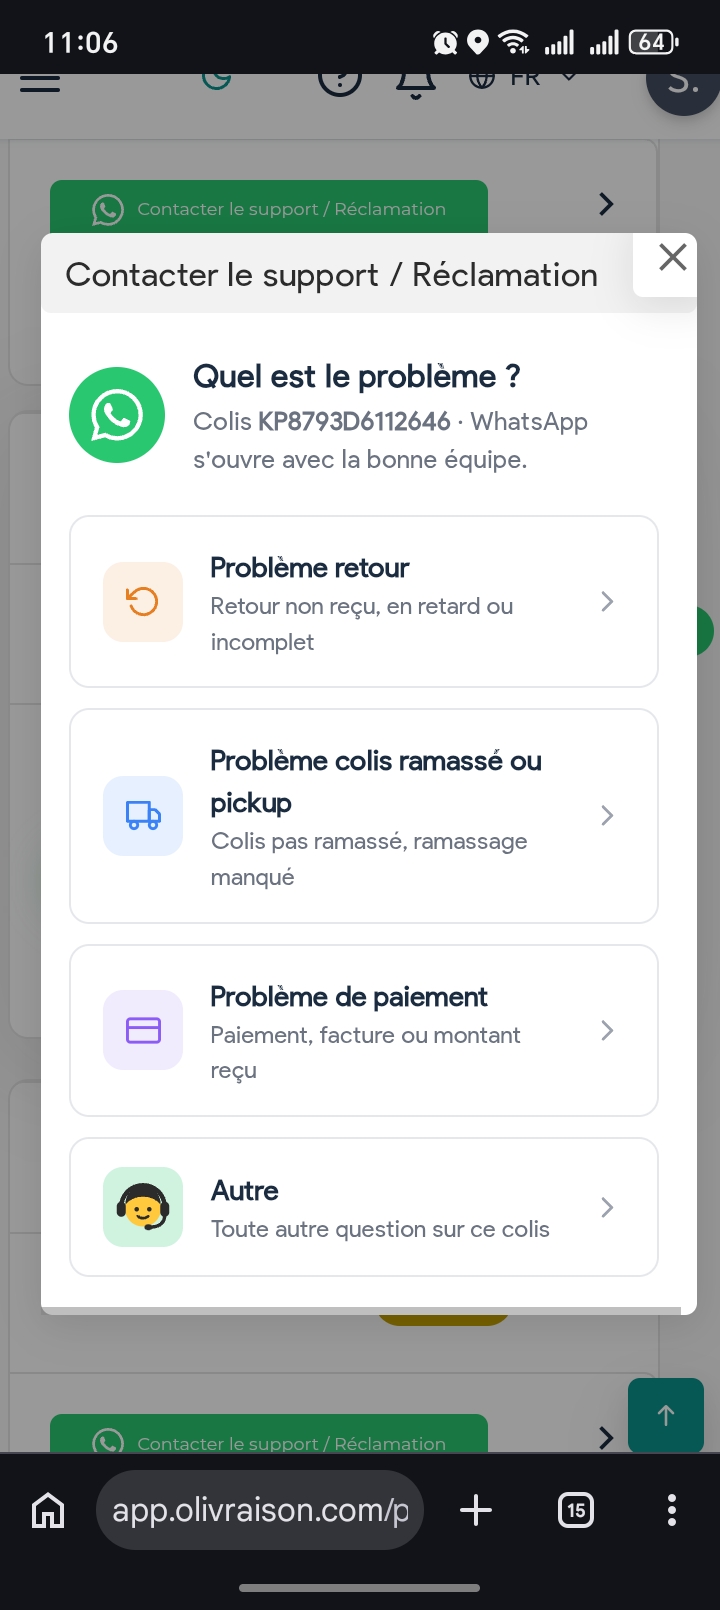 11:06
64
FR
S.
Contacter le support / Réclamation
Contacter le support / Réclamation
Quel est le problème ?
Colis KP8793D6112646 · WhatsApp
s'ouvre avec la bonne équipe.
Problème retour
Retour non reçu, en retard ou
incomplet
Problème colis ramassé ou
pickup
Colis pas ramassé, ramassage
manqué
Problème de paiement
Paiement, facture ou montant
reçu
Autre
Toute autre question sur ce colis
Contacter le support / Réclamation
app.olivraison.com/p
15